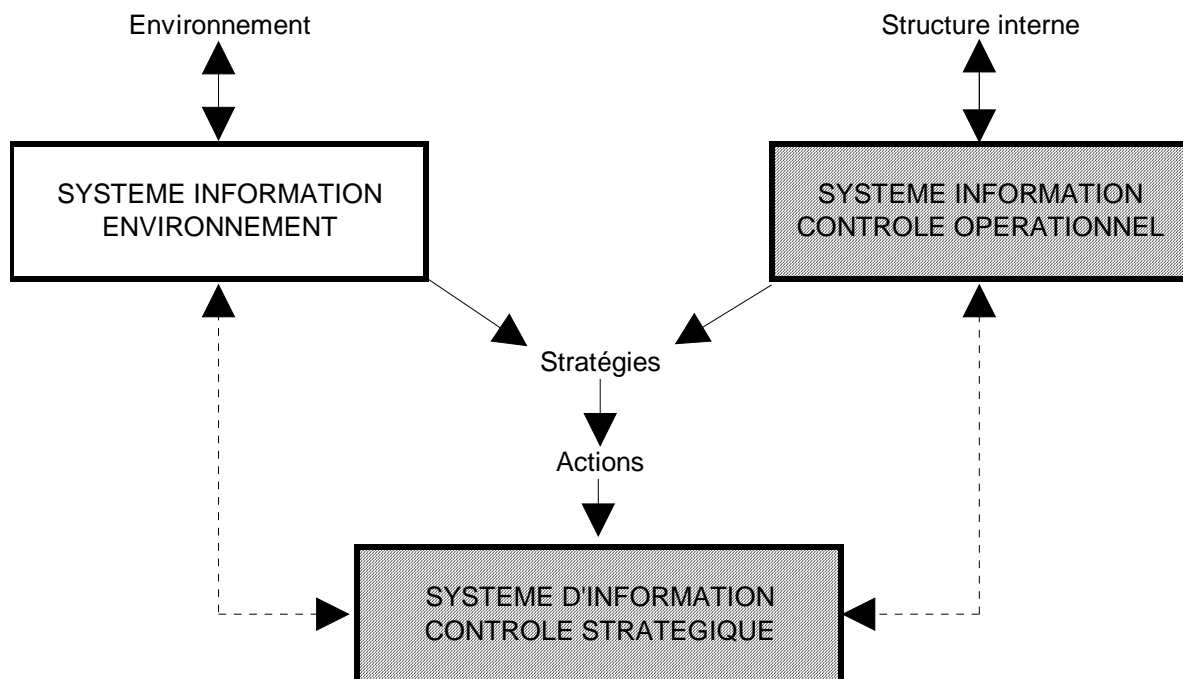 Environnement
Structure interne
SYSTEME INFORMATION
ENVIRONNEMENT
SYSTEME INFORMATION
CONTROLE OPERATIONNEL
Stratégies
Actions
SYSTEME D'INFORMATION
CONTROLE STRATEGIQUE